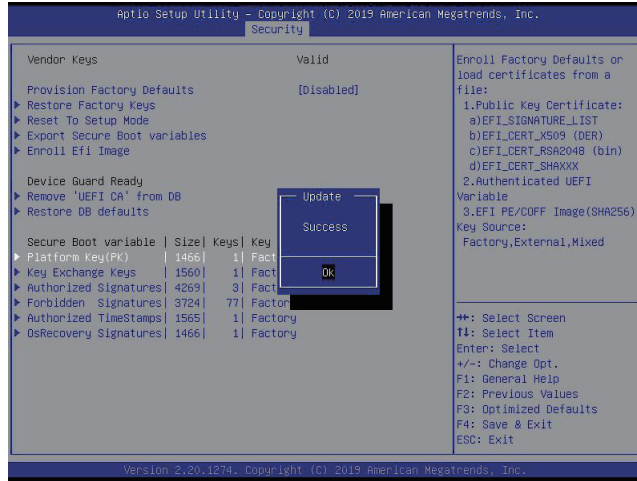 Aptio Setup Utility - Copyright (C) 2019 American Megatrends, Inc.
Security
Vendor Keys Valid
Provision Factory Defaults [Disabled]
Restore Factory Keys
Reset To Setup Mode
Export Secure Boot variables
Enroll Efi Image
Device Guard Ready
Remove 'UEFI CA' from DB
Restore DB defaults
Secure Boot variable | Size| Keys| Key
Platform Key(PK) | 1466| 1| Fact
Key Exchange Keys | 1560| 1| Fact
Authorized Signatures| 4269| 3| Fact
Forbidden Signatures| 3724| 77| Factor
Authorized TimeStamps| 1565| 1| Factory
OsRecovery Signatures| 1466| 1| Factory
Update
Success
Ok
Enroll Factory Defaults or
load certificates from a
file:
1.Public Key Certificate:
a)EFI_SIGNATURE_LIST
b)EFI_CERT_X509 (DER)
c)EFI_CERT_RSA2048 (bin)
d)EFI_CERT_SHAXXX
2.Authenticated UEFI
Variable
3.EFI PE/COFF Image(SHA256)
Key Source:
Factory,External,Mixed
→←: Select Screen
↑↓: Select Item
Enter: Select
+/-: Change Opt.
F1: General Help
F2: Previous Values
F3: Optimized Defaults
F4: Save & Exit
ESC: Exit
Version 2.20.1274. Copyright (C) 2019 American Megatrends, Inc.